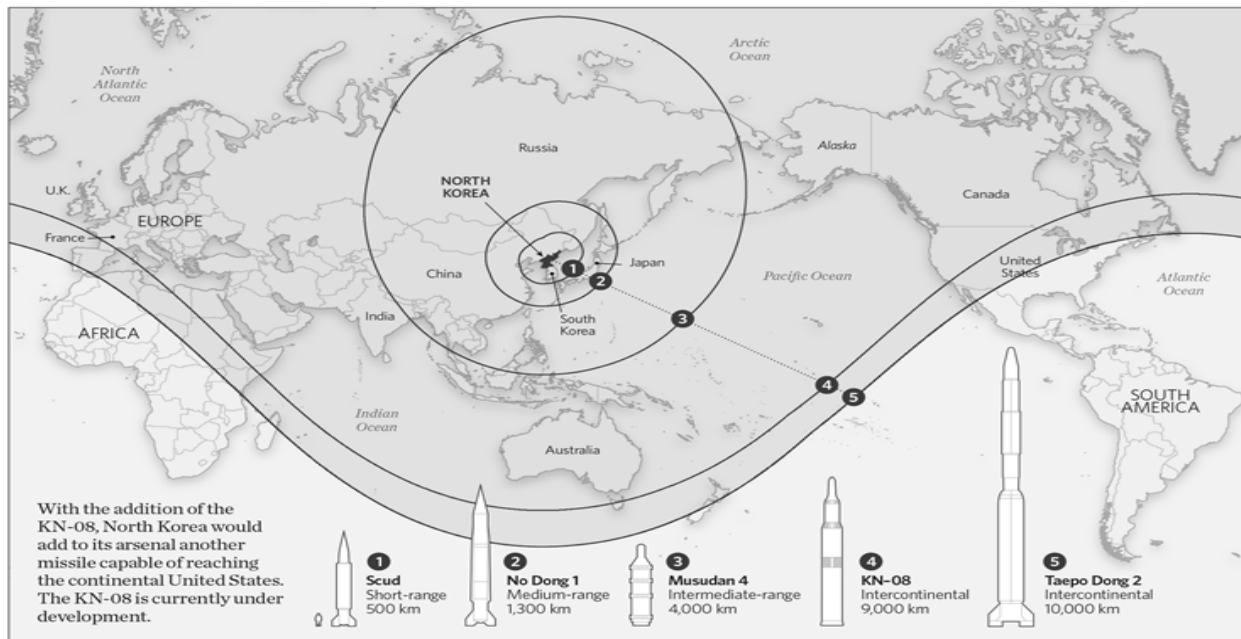 Arctic
Ocean
North
Atlantic
Ocean
Russia
Alaska
NORTH
KOREA
Canada
U.K.
EUROPE
France
1
Japan
China
2
Pacific Ocean
United
States
Atlantic
Ocean
India
South
Korea
3
AFRICA
4
5
SOUTH
AMERICA
Indian
Ocean
Australia
With the addition of the
KN-08, North Korea would
add to its arsenal another
missile capable of reaching
the continental United States.
The KN-08 is currently under
development.
1
Scud
Short-range
500 km
2
No Dong 1
Medium-range
1,300 km
3
Musudan 4
Intermediate-range
4,000 km
4
KN-08
Intercontinental
9,000 km
5
Taepo Dong 2
Intercontinental
10,000 km